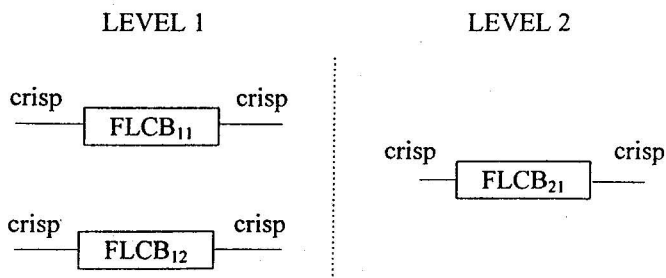 LEVEL 1
LEVEL 2
crisp
crisp
FLCB₁₁
crisp
crisp
FLCB₂₁
crisp
crisp
FLCB₁₂